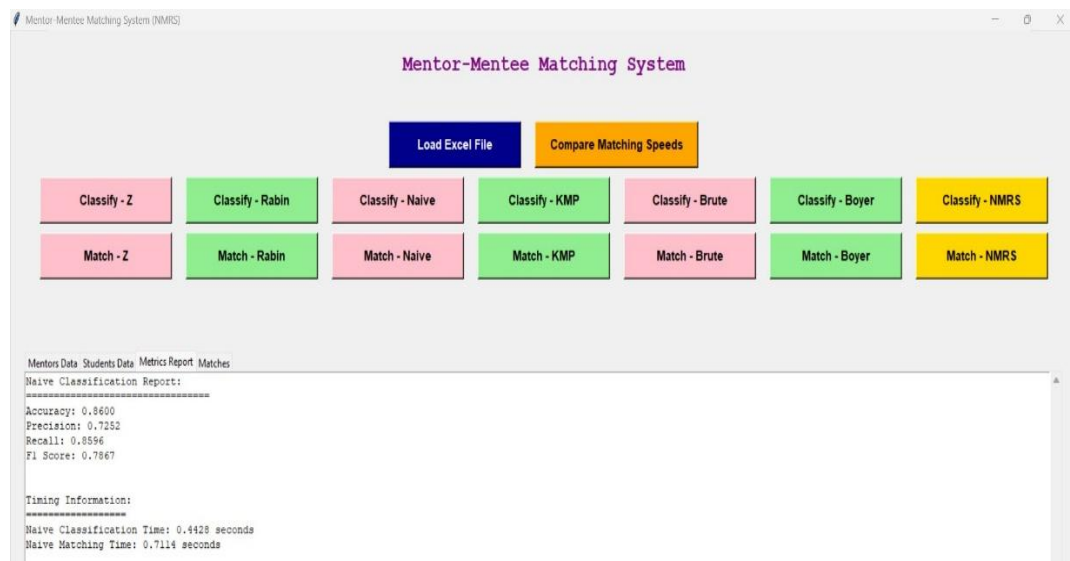 Mentor-Mentee Matching System (NMRS)
Mentor-Mentee Matching System
Load Excel File Compare Matching Speeds
Classify - Z Classify - Rabin Classify - Naive Classify - KMP Classify - Brute Classify - Boyer Classify - NMRS
Match - Z Match - Rabin Match - Naive Match - KMP Match - Brute Match - Boyer Match - NMRS
Mentors Data Students Data Metrics Report Matches
Naive Classification Report:
=================================
Accuracy: 0.8600
Precision: 0.7252
Recall: 0.8596
F1 Score: 0.7867
Timing Information:
==================
Naive Classification Time: 0.4428 seconds
Naive Matching Time: 0.7114 seconds